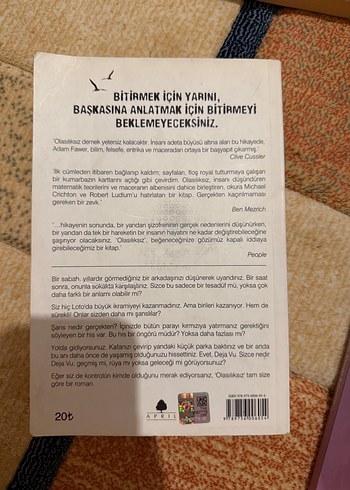 BİTİRMEK İÇİN YARINI,
BAŞKASINA ANLATMAK İÇİN BİTİRMEYİ
BEKLEMEYECEKSİNİZ.
'Olasılıksız demek yetersiz kalacaktır. İnsanı adeta büyüsü altına alan bu hikayede,
Adam Fawer, bilim, felsefe, entrika ve maceradan ortaya bir başyapıt çıkarmış.'
Clive Cussler
'İlk cümleden itibaren bağlanıp kaldım; sayfaları, floş royal tutturmaya çalışan
bir kumarbazın kartlarını açtığı gibi çevirdim. Olasılıksız, insanı düşündüren
matematik teorilerini ve maceranın albenisini dahice birleştiren, okura Michael
Crichton ve Robert Ludlum'u hatırlatan bir kitap. Gerçekten kaçırılmaması
gereken bir zevk.'
Ben Mezrich
'...hikayenin sonunda, bir yandan şizofreninin gerçek nedenlerini düşünürken,
bir yandan da tek bir hareketin bir insanın hayatını ne kadar değiştirebileceğine
şaşırıyor olacaksınız. 'Olasılıksız', beğeneceğinize gözümüz kapalı iddiaya
girebileceğimiz bir kitap.'
People
Bir sabah, yıllardır görmediğiniz bir arkadaşınızı düşünerek uyandınız. Bir saat
sonra, onunla sokakta karşılaştınız. Sizce bu sadece bir tesadüf mü, yoksa çok
daha farklı bir anlamı olabilir mi?
Siz hiç Loto'da büyük ikramiyeyi kazanmadınız. Ama birileri kazanıyor. Hem de
sürekli! Onlar sizden daha mı şanslılar?
Şans nedir gerçekten? İçinizde bütün parayı kırmızıya yatırmanız gerektiğini
söyleyen bir his var. Bu his bir öngörü müdür? Yoksa daha fazlası mı?
Yolda gidiyorsunuz. Kafanızı çevirip yandaki küçük parka baktınız ve bir anda
bu anı daha önce de yaşamış olduğunuzu hissettiniz. Evet, Deja Vu. Sizce nedir
Deja Vu; geçmiş mi, rüya mı yoksa geleceği mi görüyorsunuz?
Eğer siz de kontrolün kimde olduğunu merak ediyorsanız, 'Olasılıksız' tam size
göre bir roman.
20₺
APRIL